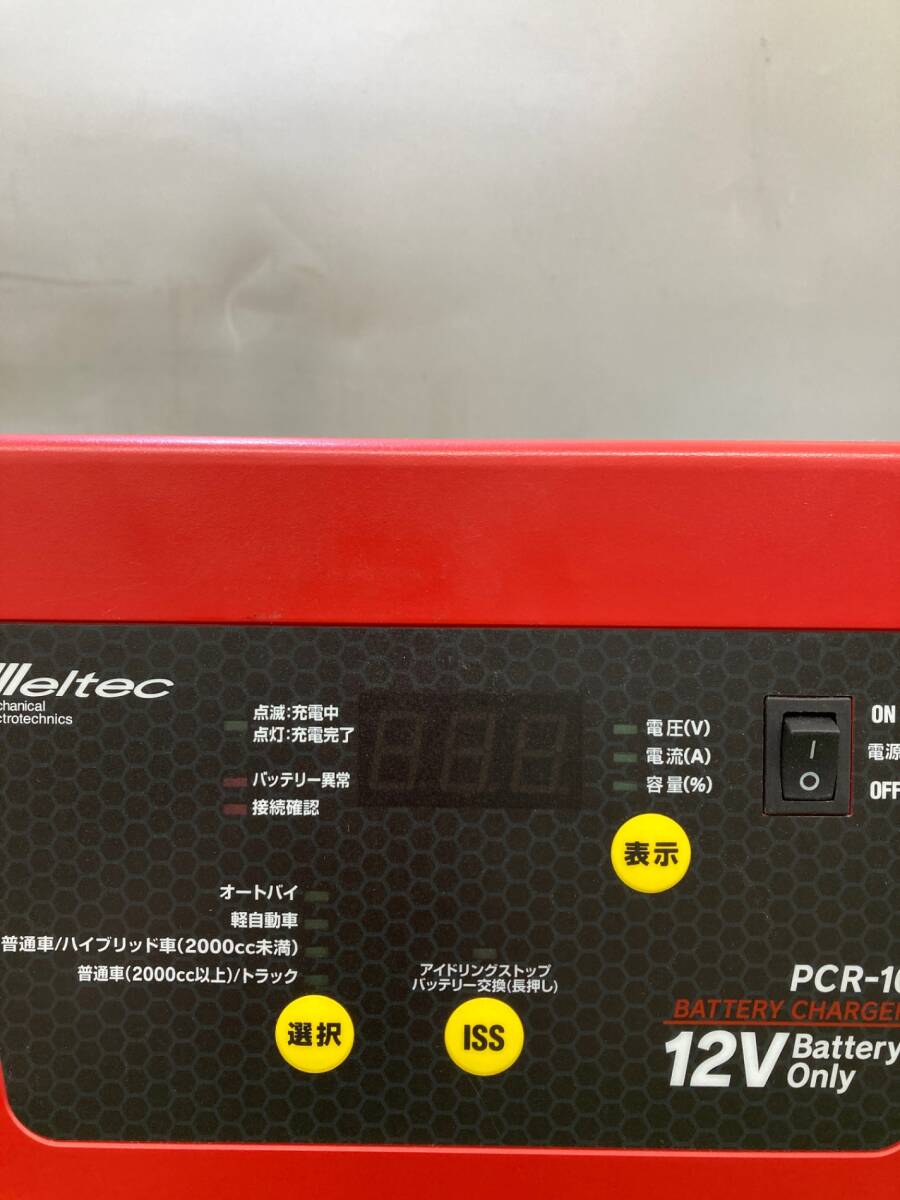 Meltec
点滅:充電中
点灯:充電完了
バッテリー異常
接続確認
電圧(V)
電流(A)
容量(%)
ON
電源
OFF
I
O
表示
オートバイ
軽自動車
普通車/ハイブリッド車(2000cc未満)
普通車(2000cc以上)/トラック
選択
アイドリングストップ
バッテリー交換(長押し)
ISS
PCR-10
BATTERY CHARGER
12V Battery
Only